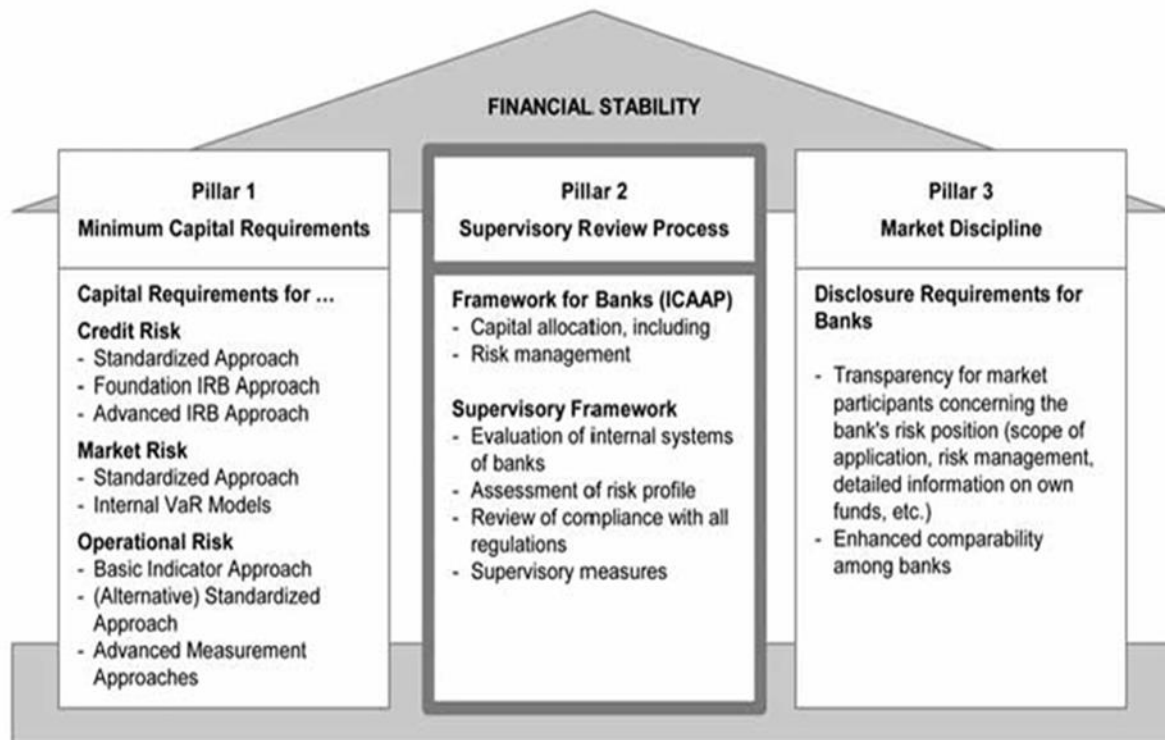 FINANCIAL STABILITY
Pillar 1
Minimum Capital Requirements
Capital Requirements for ...
Credit Risk
- Standardized Approach
- Foundation IRB Approach
- Advanced IRB Approach
Market Risk
- Standardized Approach
- Internal VaR Models
Operational Risk
- Basic Indicator Approach
- (Alternative) Standardized
Approach
- Advanced Measurement
Approaches
Pillar 2
Supervisory Review Process
Framework for Banks (ICAAP)
- Capital allocation, including
- Risk management
Supervisory Framework
- Evaluation of internal systems
of banks
- Assessment of risk profile
- Review of compliance with all
regulations
- Supervisory measures
Pillar 3
Market Discipline
Disclosure Requirements for
Banks
- Transparency for market
participants concerning the
bank's risk position (scope of
application, risk management,
detailed information on own
funds, etc.)
- Enhanced comparability
among banks